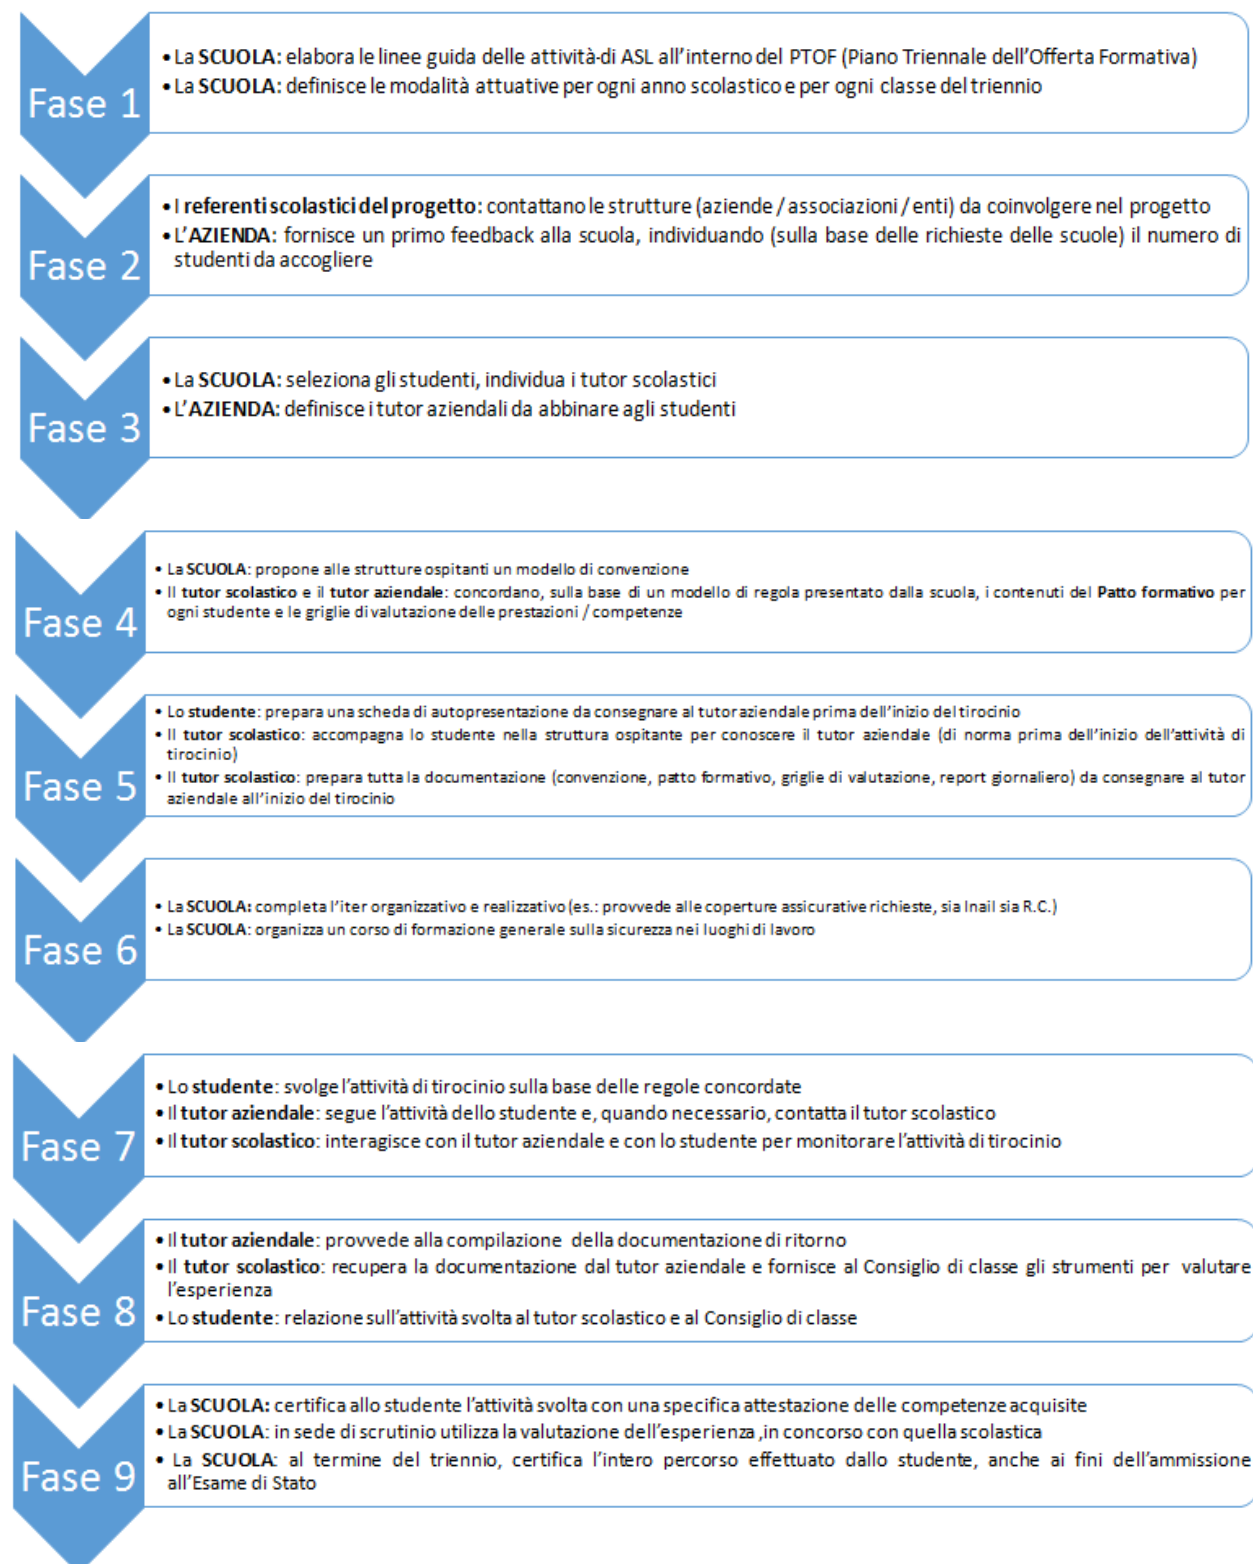 Fase 1
• La SCUOLA: elabora le linee guida delle attività di ASL all'interno del PTOF (Piano Triennale dell'Offerta Formativa)
• La SCUOLA: definisce le modalità attuative per ogni anno scolastico e per ogni classe del triennio
Fase 2
• I referenti scolastici del progetto: contattano le strutture (aziende / associazioni / enti) da coinvolgere nel progetto
• L'AZIENDA: fornisce un primo feedback alla scuola, individuando (sulla base delle richieste delle scuole) il numero di
studenti da accogliere
Fase 3
• La SCUOLA: seleziona gli studenti, individua i tutor scolastici
• L'AZIENDA: definisce i tutor aziendali da abbinare agli studenti
Fase 4
• La SCUOLA: propone alle strutture ospitanti un modello di convenzione
• Il tutor scolastico e il tutor aziendale: concordano, sulla base di un modello di regola presentato dalla scuola, i contenuti del Patto formativo per
ogni studente e le griglie di valutazione delle prestazioni / competenze
Fase 5
• Lo studente: prepara una scheda di autopresentazione da consegnare al tutor aziendale prima dell'inizio del tirocinio
• Il tutor scolastico: accompagna lo studente nella struttura ospitante per conoscere il tutor aziendale (di norma prima dell'inizio dell'attività di
tirocinio)
• Il tutor scolastico: prepara tutta la documentazione (convenzione, patto formativo, griglie di valutazione, report giornaliero) da consegnare al tutor
aziendale all'inizio del tirocinio
Fase 6
• La SCUOLA: completa l'iter organizzativo e realizzativo (es.: provvede alle coperture assicurative richieste, sia Inail sia R.C.)
• La SCUOLA: organizza un corso di formazione generale sulla sicurezza nei luoghi di lavoro
Fase 7
• Lo studente: svolge l'attività di tirocinio sulla base delle regole concordate
• Il tutor aziendale: segue l'attività dello studente e, quando necessario, contatta il tutor scolastico
• Il tutor scolastico: interagisce con il tutor aziendale e con lo studente per monitorare l'attività di tirocinio
Fase 8
• Il tutor aziendale: provvede alla compilazione della documentazione di ritorno
• Il tutor scolastico: recupera la documentazione dal tutor aziendale e fornisce al Consiglio di classe gli strumenti per valutare
l'esperienza
• Lo studente: relazione sull'attività svolta al tutor scolastico e al Consiglio di classe
Fase 9
• La SCUOLA: certifica allo studente l'attività svolta con una specifica attestazione delle competenze acquisite
• La SCUOLA: in sede di scrutinio utilizza la valutazione dell'esperienza ,in concorso con quella scolastica
• La SCUOLA: al termine del triennio, certifica l'intero percorso effettuato dallo studente, anche ai fini dell'ammissione
all'Esame di Stato